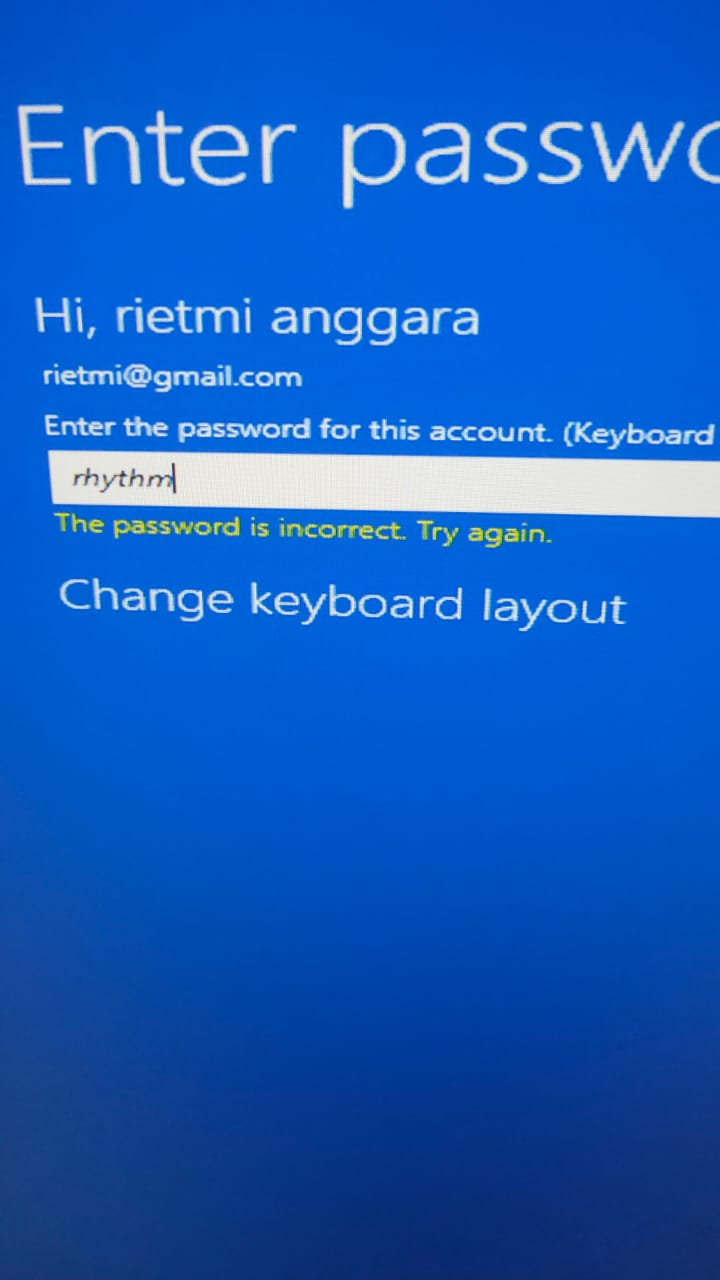 Enter passwo
Hi, rietmi anggara
rietmi@gmail.com
Enter the password for this account. (Keyboard
rhythm
The password is incorrect. Try again.
Change keyboard layout